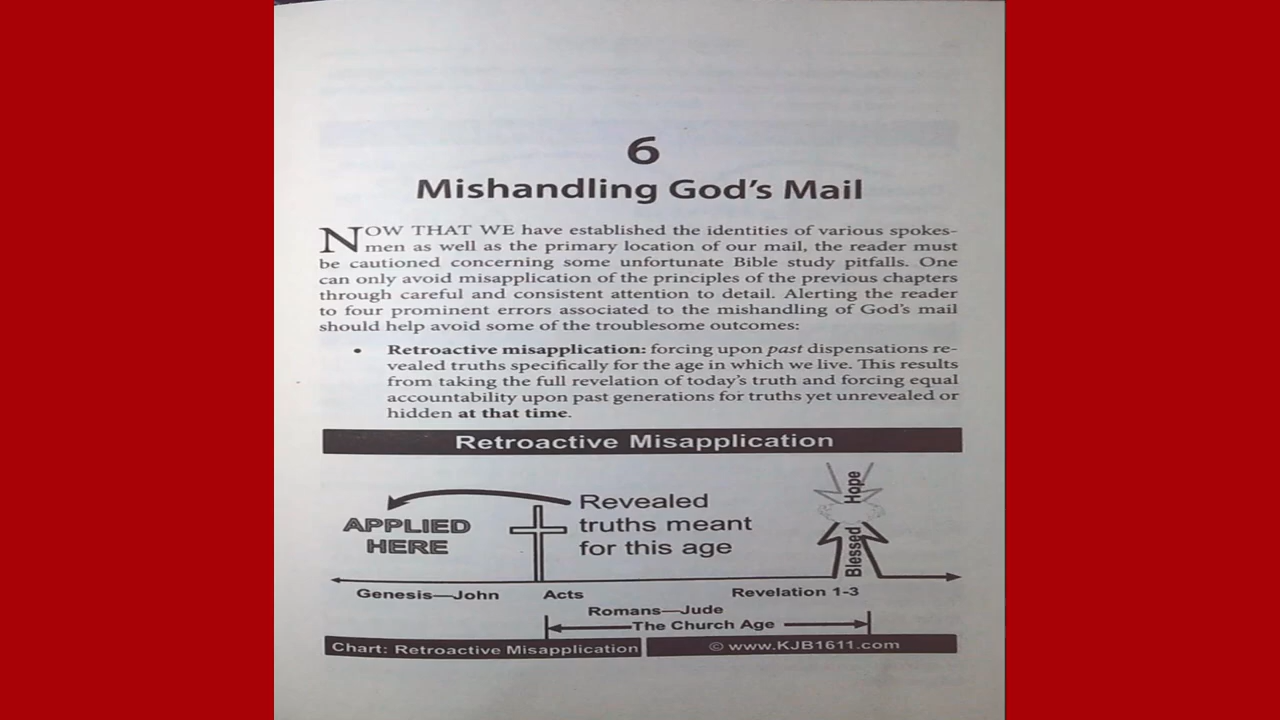 6
Mishandling God's Mail
NOW THAT WE have established the identities of various spokes-
men as well as the primary location of our mail, the reader must
be cautioned concerning some unfortunate Bible study pitfalls. One
can only avoid misapplication of the principles of the previous chapters
through careful and consistent attention to detail. Alerting the reader
to four prominent errors associated to the mishandling of God's mail
should help avoid some of the troublesome outcomes:
• Retroactive misapplication: forcing upon past dispensations re-
vealed truths specifically for the age in which we live. This results
from taking the full revelation of today's truth and forcing equal
accountability upon past generations for truths yet unrevealed or
hidden at that time.
Retroactive Misapplication
Revealed
truths meant
for this age
APPLIED
HERE
Blessed Hope
Genesis—John Acts Revelation 1-3
Romans—Jude
The Church Age
Chart: Retroactive Misapplication © www.KJB1611.com